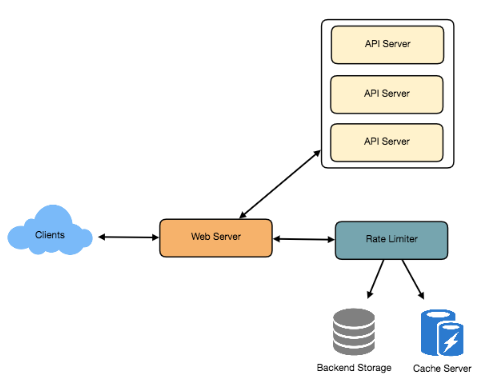 API Server
API Server
API Server
Clients
Web Server
Rate Limiter
Backend Storage
Cache Server